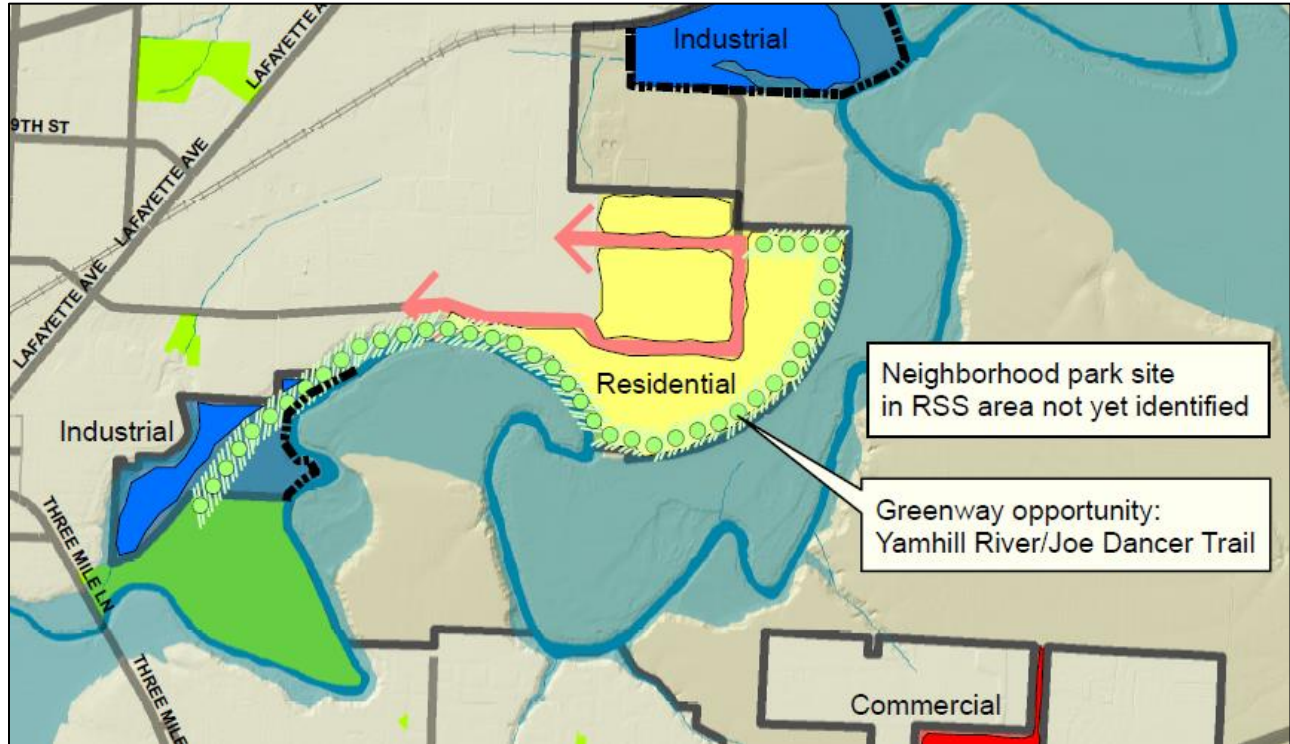 LAFAYETTE A
Industrial
9TH ST
LAFAYETTE AVE
LAFAYETTE AVE
Residential
Neighborhood park site
in RSS area not yet identified
Industrial
Greenway opportunity:
Yamhill River/Joe Dancer Trail
THREE MILE LN
THREE MILE
Commercial